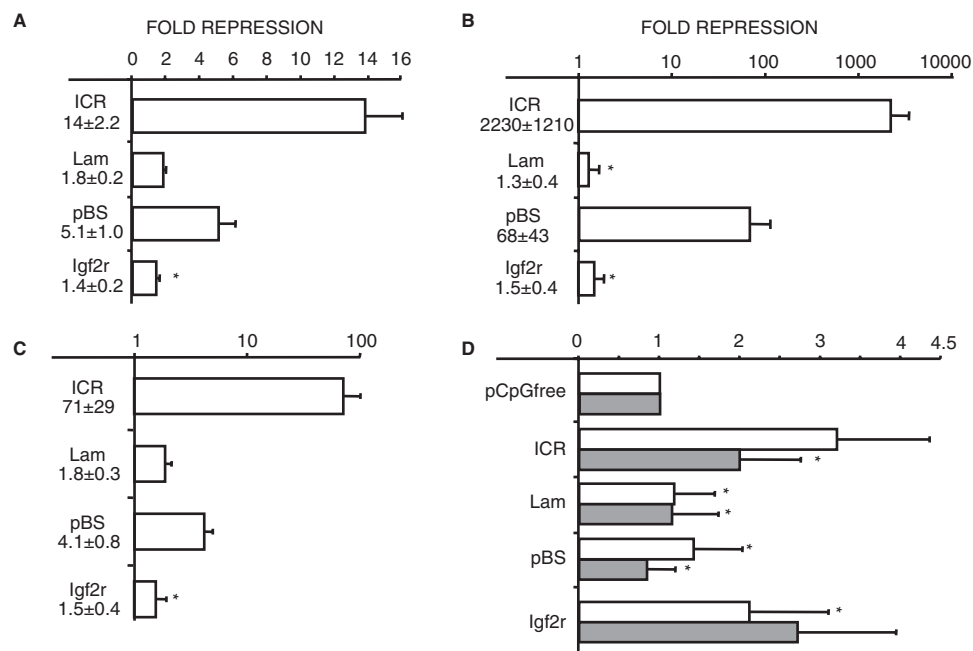 A
FOLD REPRESSION
0 2 4 6 8 10 12 14 16
ICR
14±2.2
Lam
1.8±0.2
pBS
5.1±1.0
Igf2r
1.4±0.2
*
B
FOLD REPRESSION
1 10 100 1000 10000
ICR
2230±1210
Lam
1.3±0.4
*
pBS
68±43
Igf2r
1.5±0.4
*
C
1 10 100
ICR
71±29
Lam
1.8±0.3
pBS
4.1±0.8
Igf2r
1.5±0.4
*
D
0 1 2 3 4 4.5
pCpGfree
ICR
*
Lam
*
*
pBS
*
*
Igf2r
*